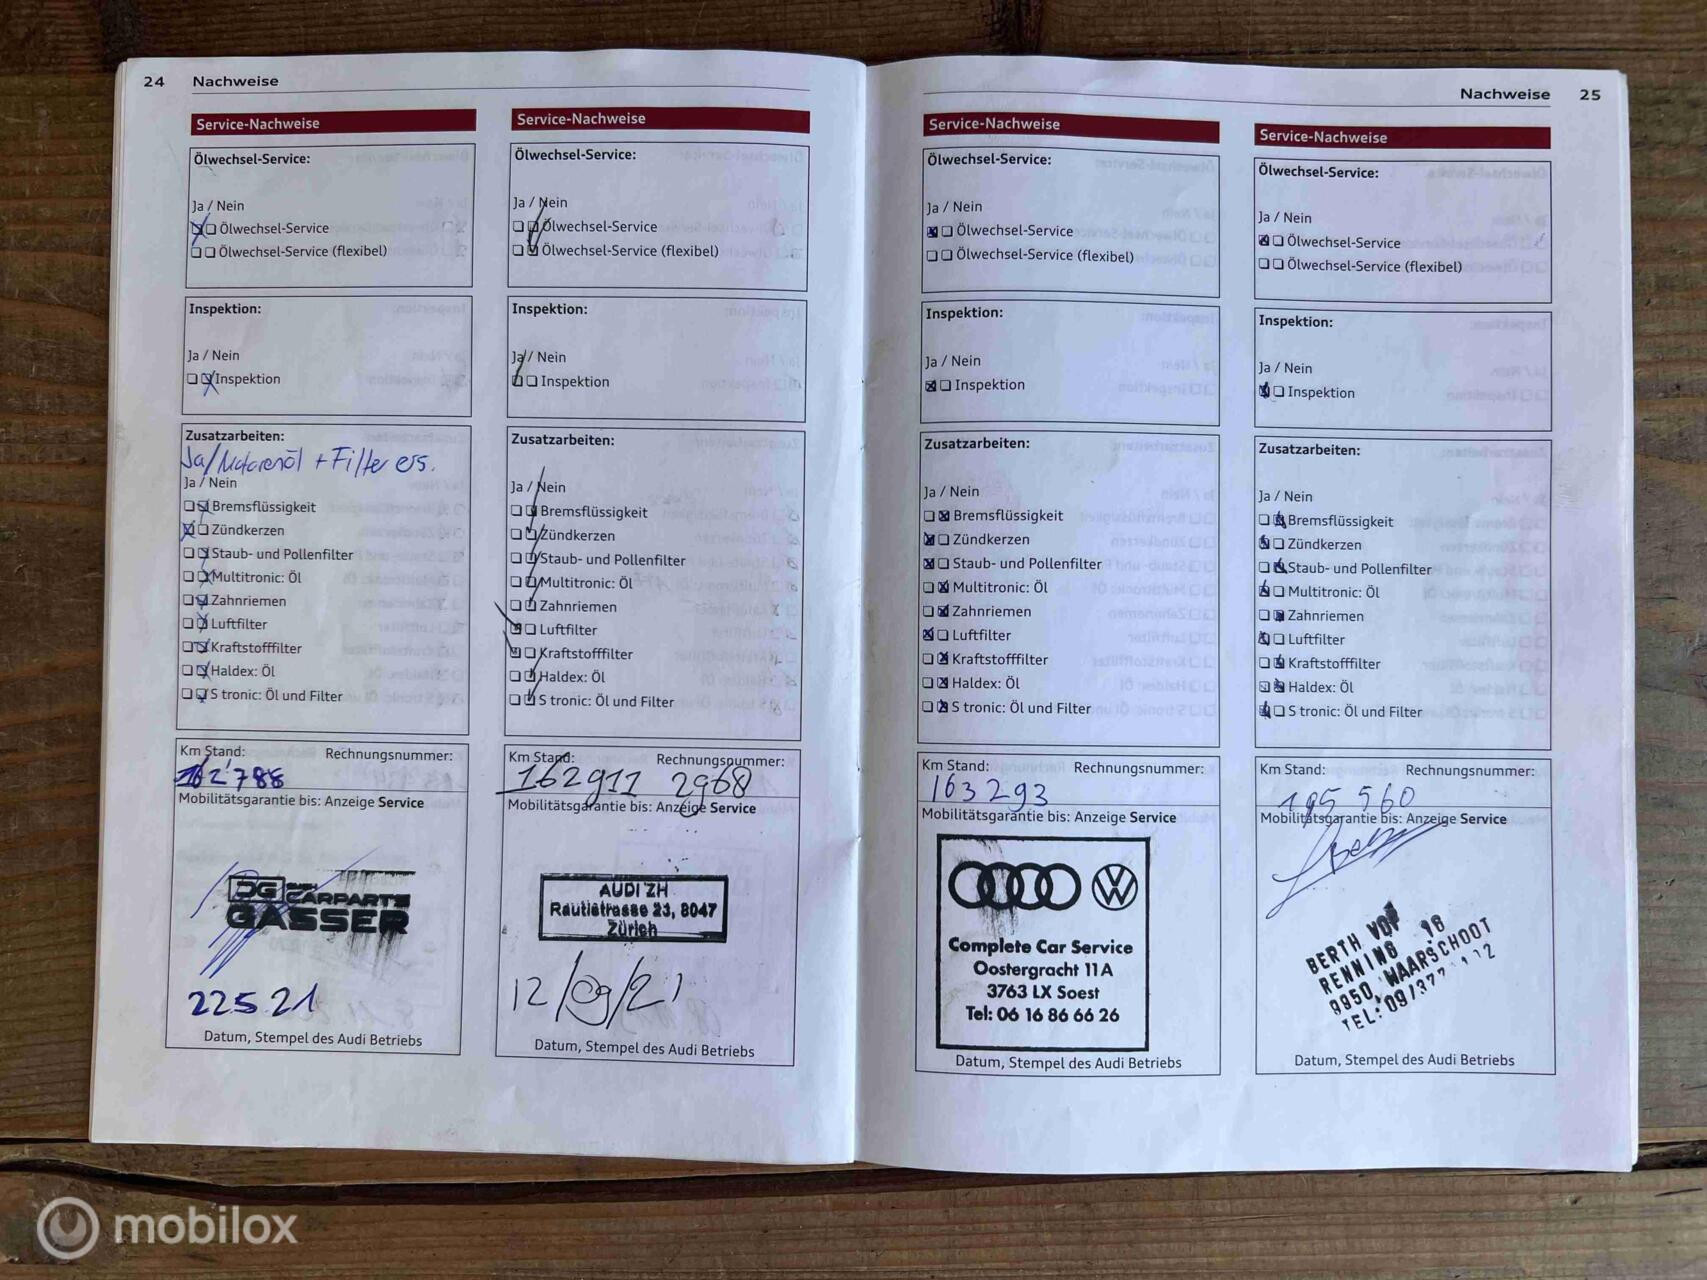 24 Nachweise
Service-Nachweise
Ölwechsel-Service:
Ja / Nein
Ölwechsel-Service
Ölwechsel-Service (flexibel)
Inspektion:
Ja / Nein
Inspektion
Zusatzarbeiten:
Ja/Motorenöl + Filter ers.
Ja / Nein
Bremsflüssigkeit
Zündkerzen
Staub- und Pollenfilter
Multitronic: Öl
Zahnriemen
Luftfilter
Kraftstofffilter
Haldex: Öl
S tronic: Öl und Filter
Km Stand: Rechnungsnummer:
162'788
Mobilitätsgarantie bis: Anzeige Service
DG CARPARTS
GASSER
22.5.21
Datum, Stempel des Audi Betriebs
Service-Nachweise
Ölwechsel-Service:
Ja / Nein
Ölwechsel-Service
Ölwechsel-Service (flexibel)
Inspektion:
Ja / Nein
Inspektion
Zusatzarbeiten:
Ja / Nein
Bremsflüssigkeit
Zündkerzen
Staub- und Pollenfilter
Multitronic: Öl
Zahnriemen
Luftfilter
Kraftstofffilter
Haldex: Öl
S tronic: Öl und Filter
Km Stand: Rechnungsnummer:
162911 2968
Mobilitätsgarantie bis: Anzeige Service
AUDI ZH
Rautistrasse 23, 8047
Zürich
12/09/21
Datum, Stempel des Audi Betriebs
Nachweise 25
Service-Nachweise
Ölwechsel-Service:
Ja / Nein
Ölwechsel-Service
Ölwechsel-Service (flexibel)
Inspektion:
Ja / Nein
Inspektion
Zusatzarbeiten:
Ja / Nein
Bremsflüssigkeit
Zündkerzen
Staub- und Pollenfilter
Multitronic: Öl
Zahnriemen
Luftfilter
Kraftstofffilter
Haldex: Öl
S tronic: Öl und Filter
Km Stand: Rechnungsnummer:
163293
Mobilitätsgarantie bis: Anzeige Service
Complete Car Service
Oostergracht 11A
3763 LX Soest
Tel: 06 16 86 66 26
Datum, Stempel des Audi Betriebs
Service-Nachweise
Ölwechsel-Service:
Ja / Nein
Ölwechsel-Service
Ölwechsel-Service (flexibel)
Inspektion:
Ja / Nein
Inspektion
Zusatzarbeiten:
Ja / Nein
Bremsflüssigkeit
Zündkerzen
Staub- und Pollenfilter
Multitronic: Öl
Zahnriemen
Luftfilter
Kraftstofffilter
Haldex: Öl
S tronic: Öl und Filter
Km Stand: Rechnungsnummer:
195 560
Mobilitätsgarantie bis: Anzeige Service
BERTH
RENNING
9950, WAARSCHOOT
TEL:
Datum, Stempel des Audi Betriebs
mobilox